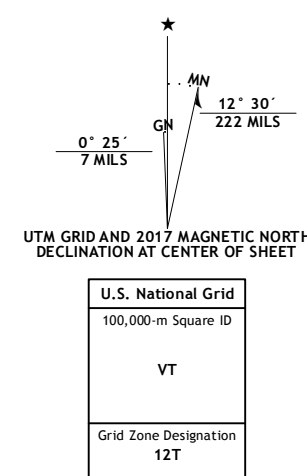 ★
MN
GN
12° 30´
222 MILS
0° 25´
7 MILS
UTM GRID AND 2017 MAGNETIC NORTH
DECLINATION AT CENTER OF SHEET
U.S. National Grid
100,000-m Square ID
VT
Grid Zone Designation
12T